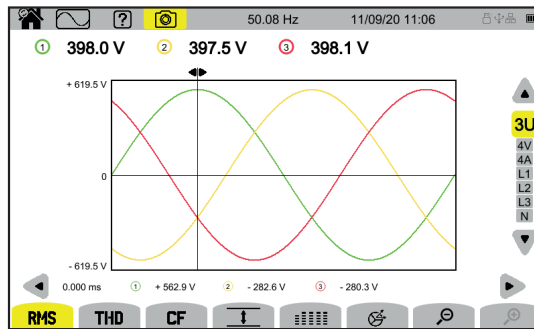 ? 50.08 Hz 11/09/20 11:06
1 398.0 V 2 397.5 V 3 398.1 V
+ 619.5 V
0
- 619.5 V
3U
4V
4A
L1
L2
L3
N
0.000 ms 1 + 562.9 V 2 - 282.6 V 3 - 280.3 V
RMS THD CF